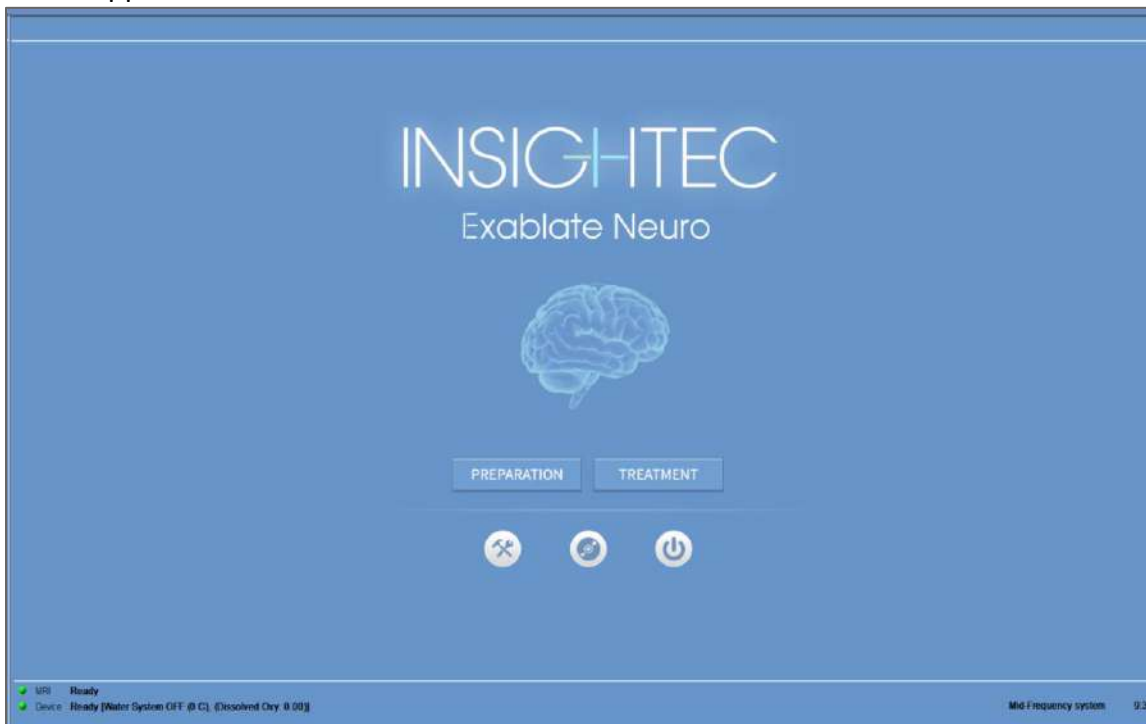 INSIGHTEC
Exablate Neuro
PREPARATION TREATMENT
MRI Ready
Device Ready [Water System OFF (0 C), (Dissolved Oxy: 0.00)]
Mid-Frequency system